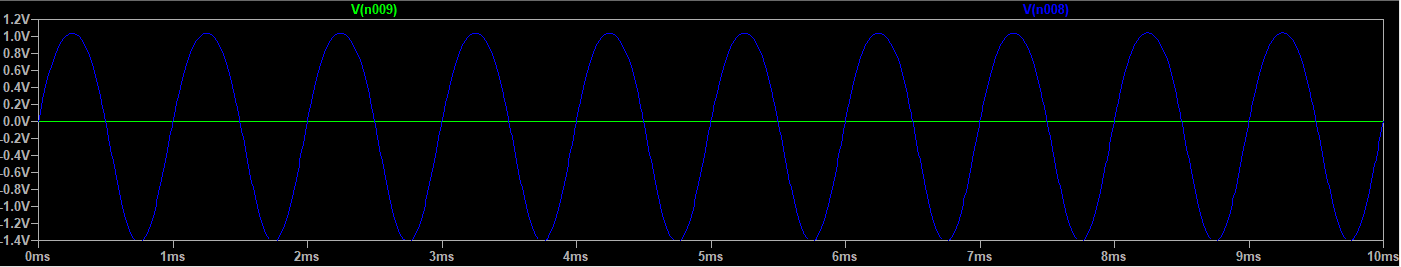 V(n009) V(n008)
1.2V
1.0V
0.8V
0.6V
0.4V
0.2V
0.0V
-0.2V
-0.4V
-0.6V
-0.8V
-1.0V
-1.2V
-1.4V
0ms 1ms 2ms 3ms 4ms 5ms 6ms 7ms 8ms 9ms 10ms